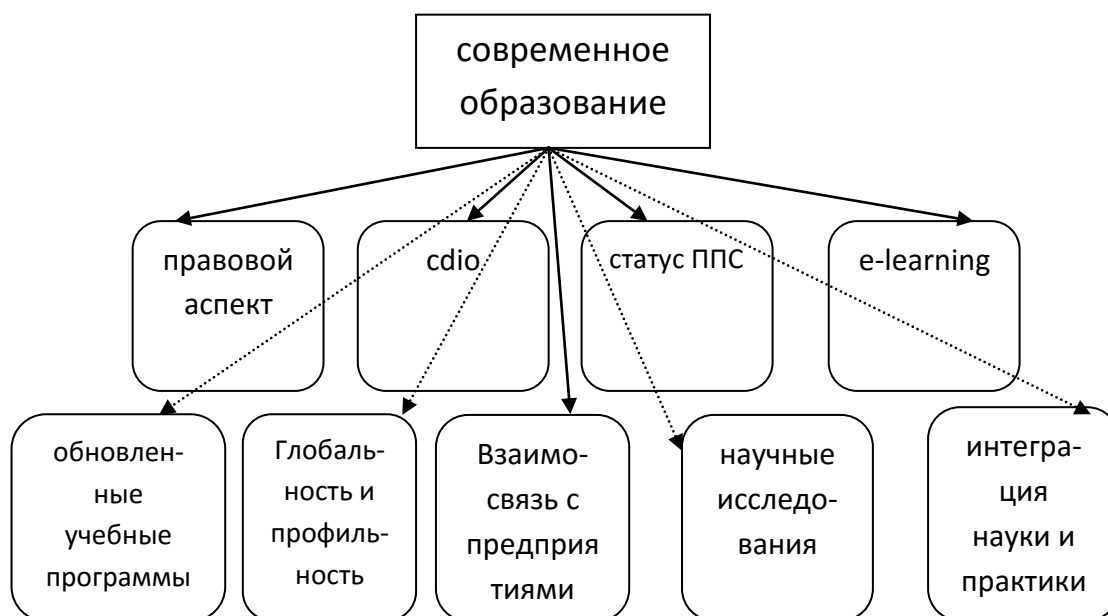 современное
образование
правовой
аспект
cdio
статус ППС
e-learning
обновлен-
ные
учебные
программы
Глобаль-
ность и
профиль-
ность
Взаимо-
связь с
предприя
тиями
научные
исследо-
вания
интегра-
ция
науки и
практики